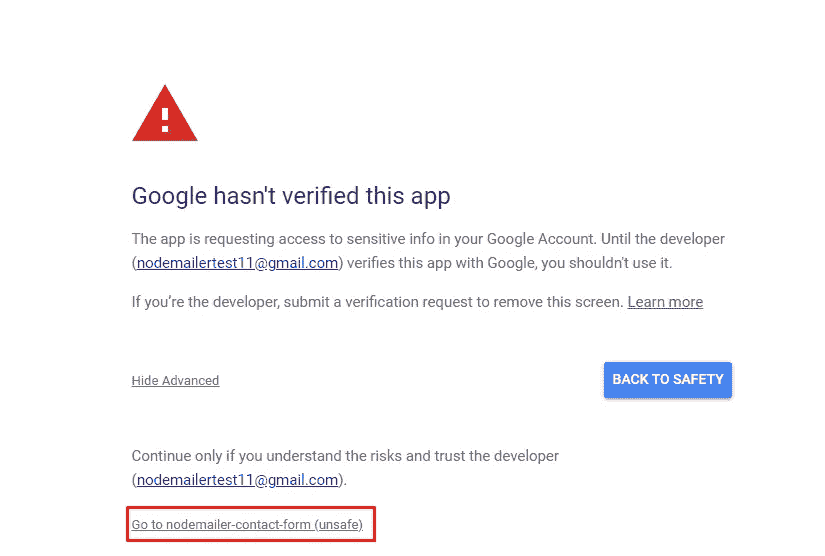 Google hasn't verified this app
The app is requesting access to sensitive info in your Google Account. Until the developer
(nodemailertest11@gmail.com) verifies this app with Google, you shouldn't use it.
If you’re the developer, submit a verification request to remove this screen. Learn more
Hide Advanced
BACK TO SAFETY
Continue only if you understand the risks and trust the developer
(nodemailertest11@gmail.com).
Go to nodemailer-contact-form (unsafe)